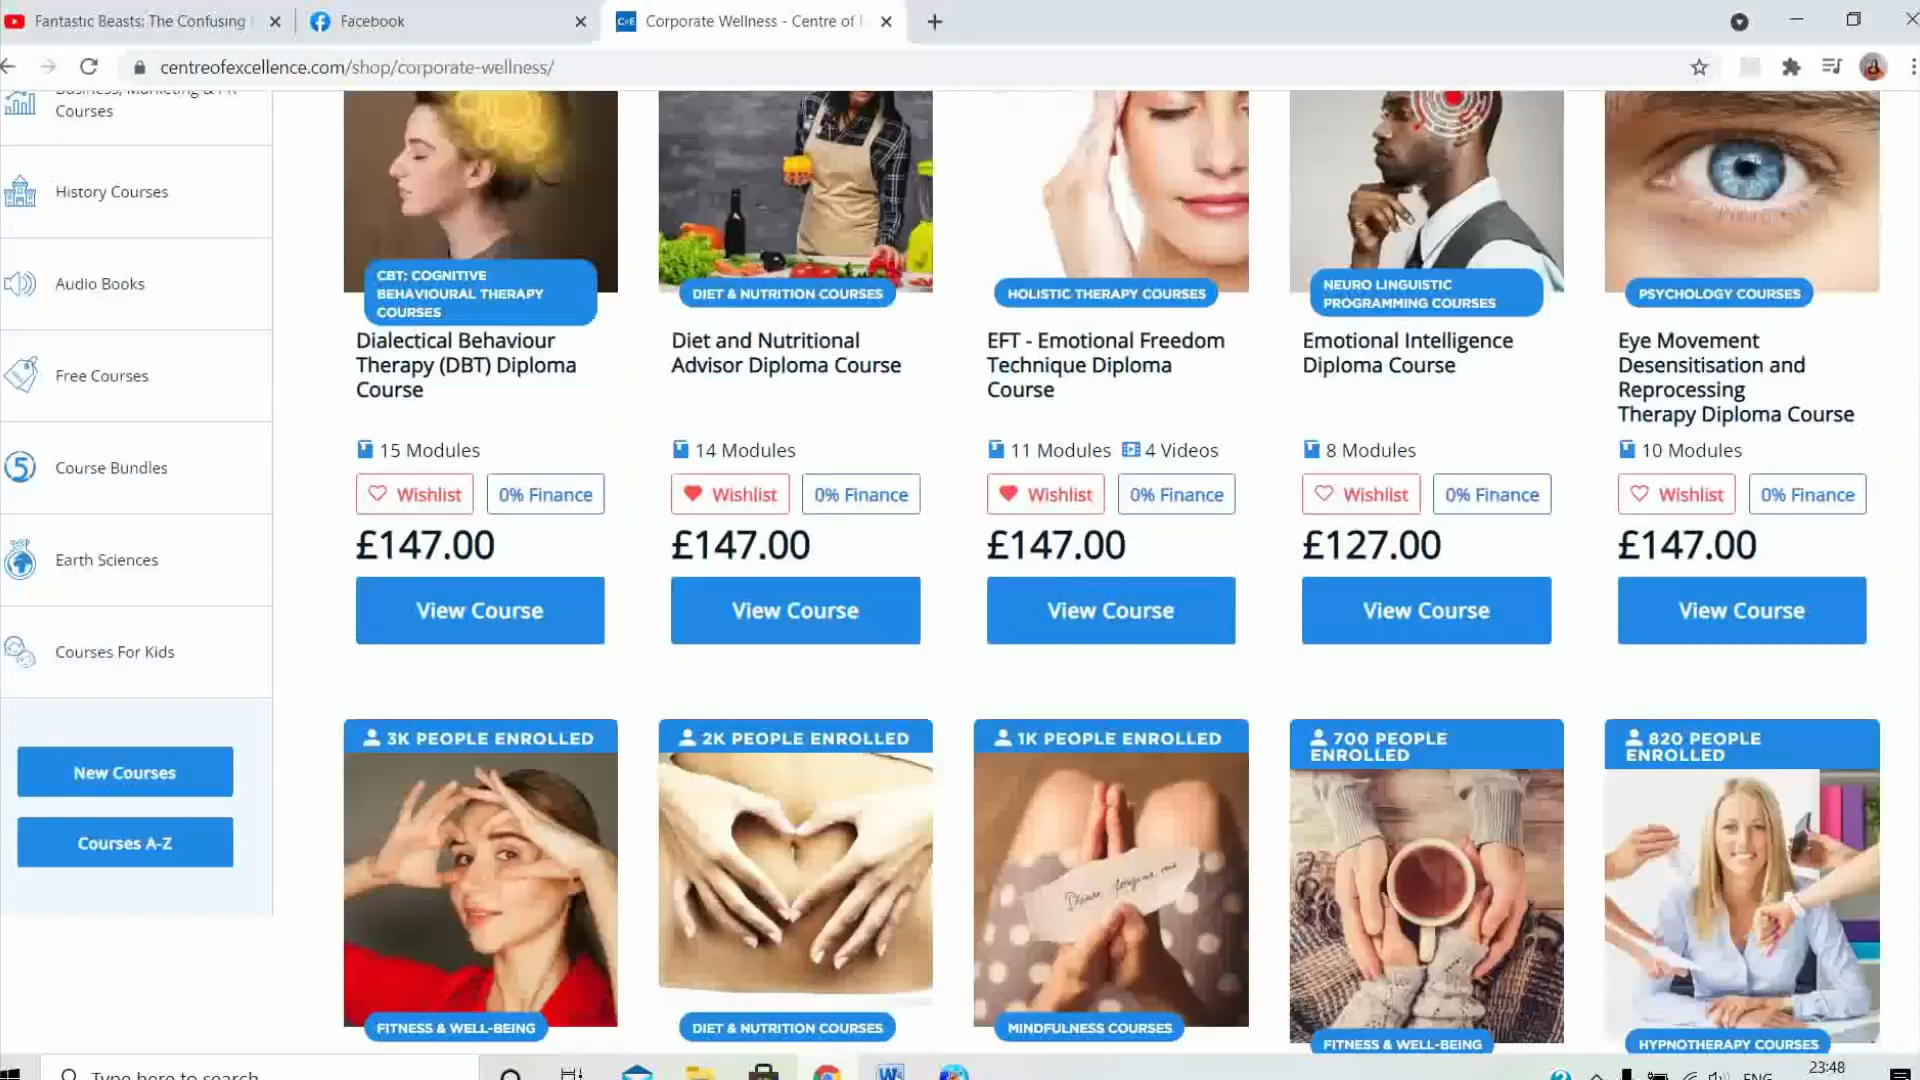 Fantastic Beasts: The Confusing
Facebook
Corporate Wellness - Centre of
centreofexcellence.com/shop/corporate-wellness/
Business, Marketing & PR
Courses
History Courses
Audio Books
Free Courses
Course Bundles
Earth Sciences
Courses For Kids
New Courses
Courses A-Z
CBT: COGNITIVE
BEHAVIOURAL THERAPY
COURSES
Dialectical Behaviour
Therapy (DBT) Diploma
Course
15 Modules
Wishlist
0% Finance
£147.00
View Course
DIET & NUTRITION COURSES
Diet and Nutritional
Advisor Diploma Course
14 Modules
Wishlist
0% Finance
£147.00
View Course
HOLISTIC THERAPY COURSES
EFT - Emotional Freedom
Technique Diploma
Course
11 Modules 4 Videos
Wishlist
0% Finance
£147.00
View Course
NEURO LINGUISTIC
PROGRAMMING COURSES
Emotional Intelligence
Diploma Course
8 Modules
Wishlist
0% Finance
£127.00
View Course
PSYCHOLOGY COURSES
Eye Movement
Desensitisation and
Reprocessing
Therapy Diploma Course
10 Modules
Wishlist
0% Finance
£147.00
View Course
3K PEOPLE ENROLLED
FITNESS & WELL-BEING
2K PEOPLE ENROLLED
DIET & NUTRITION COURSES
1K PEOPLE ENROLLED
Please forgive me
MINDFULNESS COURSES
700 PEOPLE
ENROLLED
FITNESS & WELL-BEING
820 PEOPLE
ENROLLED
HYPNOTHERAPY COURSES
Type here to search
ENG
23:48